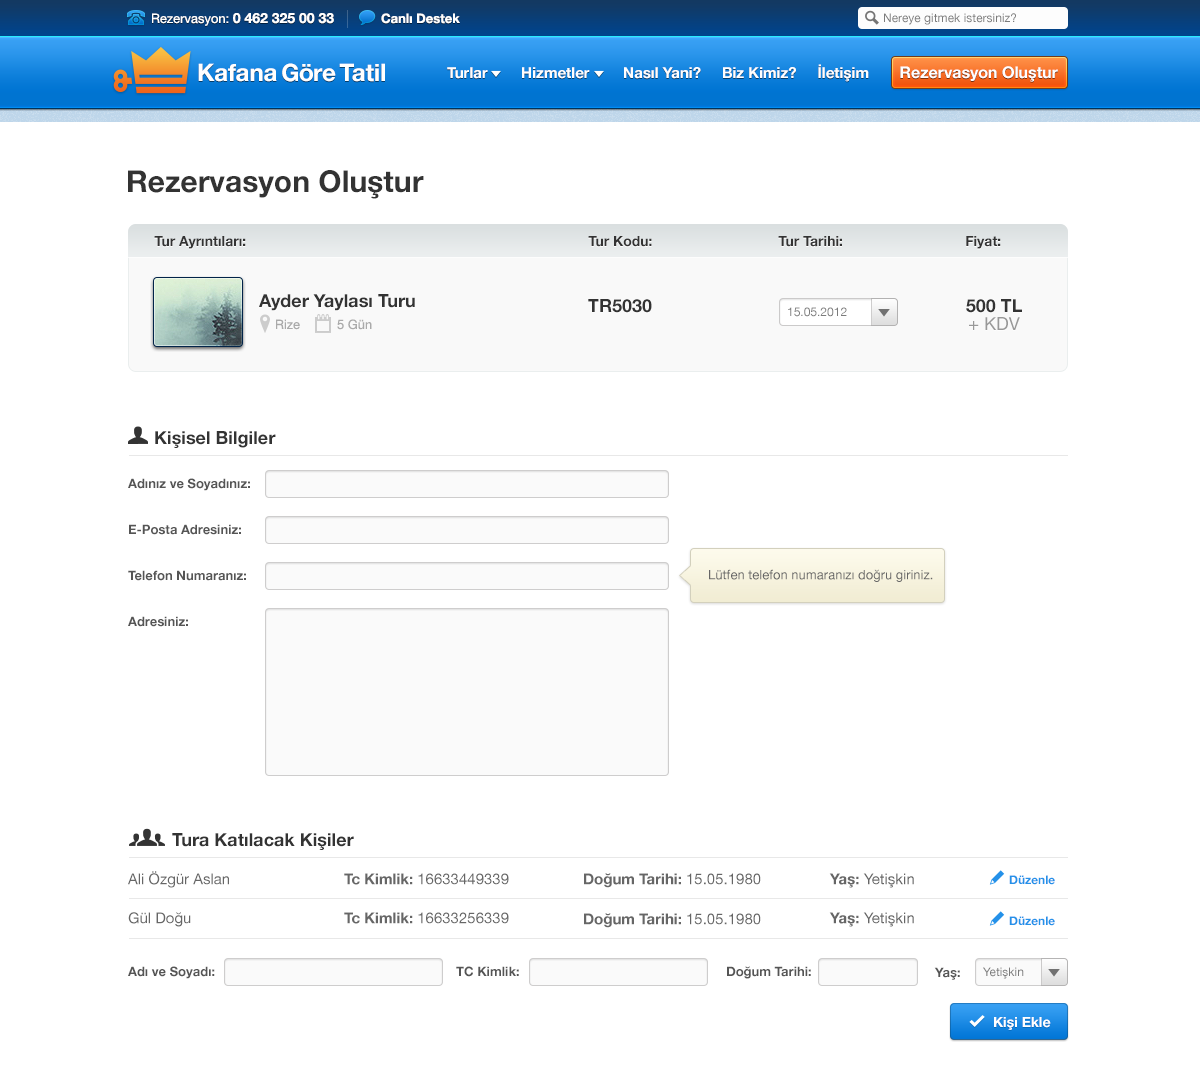 Rezervasyon: 0 462 325 00 33 Canlı Destek Nereye gitmek istersiniz?
Kafana Göre Tatil Turlar Hizmetler Nasıl Yani? Biz Kimiz? İletişim Rezervasyon Oluştur
Rezervasyon Oluştur
Tur Ayrıntıları: Tur Kodu: Tur Tarihi: Fiyat:
Ayder Yaylası Turu TR5030 15.05.2012 500 TL
Rize 5 Gün + KDV
Kişisel Bilgiler
Adınız ve Soyadınız:
E-Posta Adresiniz:
Telefon Numaranız: Lütfen telefon numaranızı doğru giriniz.
Adresiniz:
Tura Katılacak Kişiler
Ali Özgür Aslan Tc Kimlik: 16633449339 Doğum Tarihi: 15.05.1980 Yaş: Yetişkin Düzenle
Gül Doğu Tc Kimlik: 16633256339 Doğum Tarihi: 15.05.1980 Yaş: Yetişkin Düzenle
Adı ve Soyadı: TC Kimlik: Doğum Tarihi: Yaş: Yetişkin
Kişi Ekle